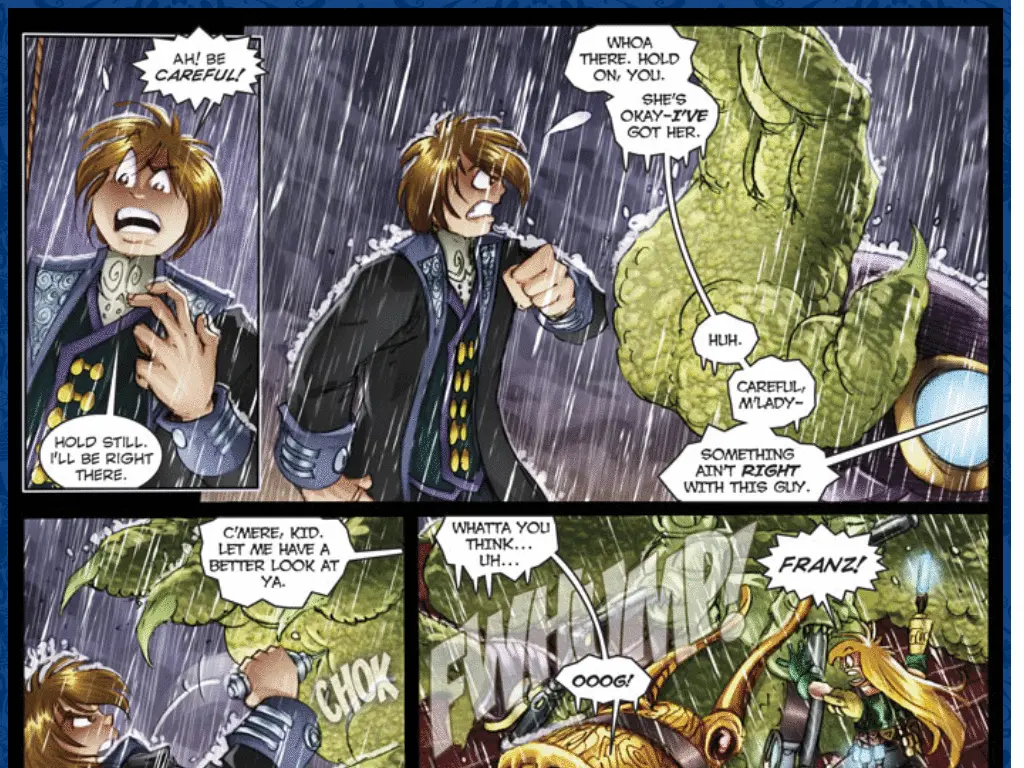 AH! BE
CAREFUL!
HOLD STILL.
I'LL BE RIGHT
THERE.
WHOA
THERE. HOLD
ON, YOU.
SHE'S
OKAY–I'VE
GOT HER.
HUH.
CAREFUL,
M'LADY–
SOMETHING
AIN'T RIGHT
WITH THIS GUY.
C'MERE, KID.
LET ME HAVE A
BETTER LOOK AT
YA.
CHOK
WHATTA YOU
THINK...
UH...
FWHUMP!
FRANZ!
OOOG!